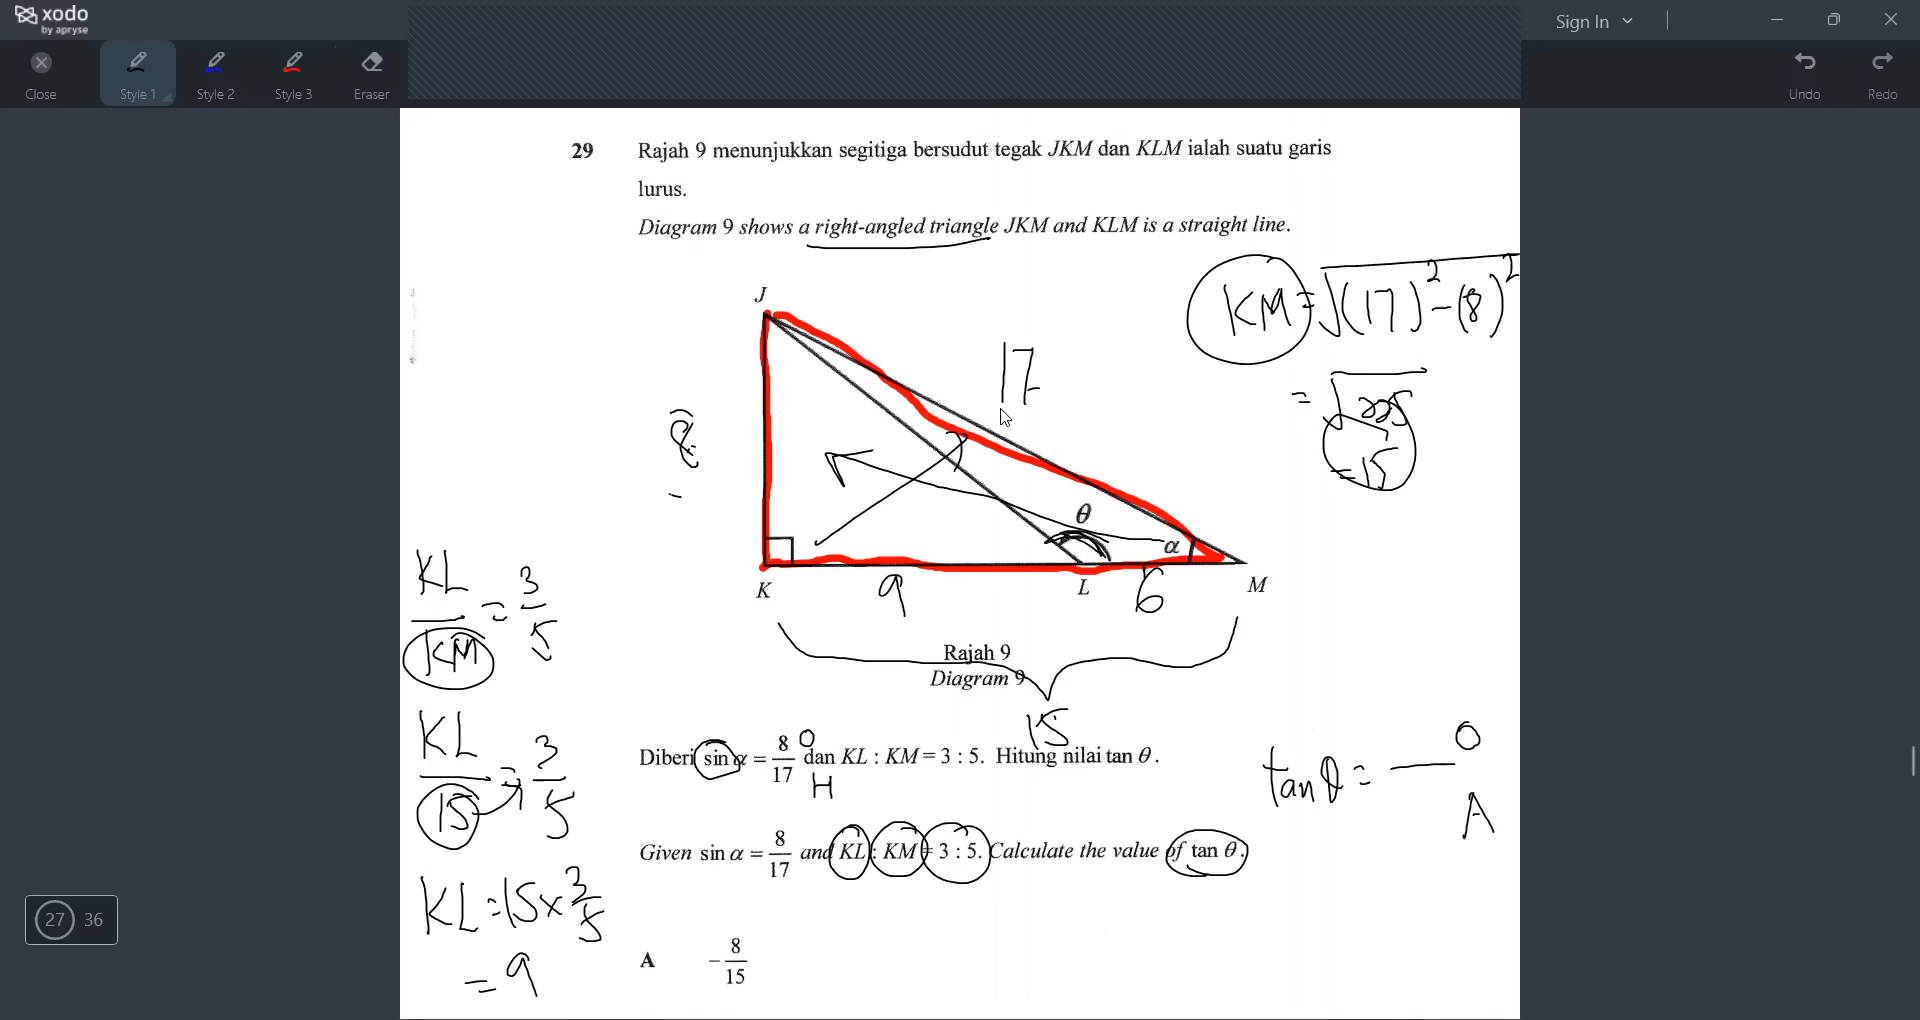 xodo
by apryse
Sign In
Close
Style 1
Style 2
Style 3
Eraser
Undo
Redo
29 Rajah 9 menunjukkan segitiga bersudut tegak JKM dan KLM ialah suatu garis
lurus.
Diagram 9 shows a right-angled triangle JKM and KLM is a straight line.
KM = √(17)² - (8)²
= √225
= 15
J
17
8
θ
α
K
9
L
6
M
Rajah 9
Diagram 9
15
KL/KM = 3/5
KL/15 = 3/5
KL = 15 × 3/5
= 9
Diberi sin α = 8/17 dan KL : KM = 3 : 5. Hitung nilai tan θ.
O
H
tan θ = O/A
Given sin α = 8/17 and KL : KM = 3 : 5. Calculate the value of tan θ.
A -8/15
27 36